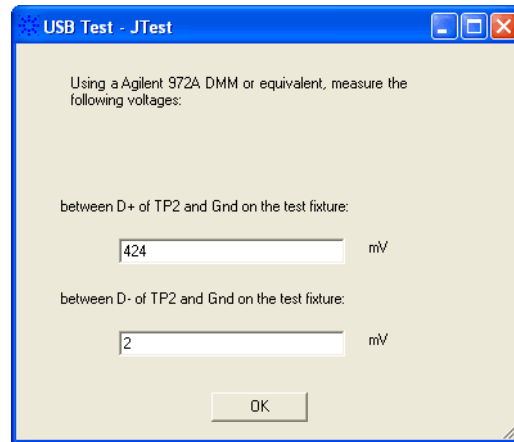 USB Test - JTest
Using a Agilent 972A DMM or equivalent, measure the
following voltages:
between D+ of TP2 and Gnd on the test fixture:
424 mV
between D- of TP2 and Gnd on the test fixture:
2 mV
OK